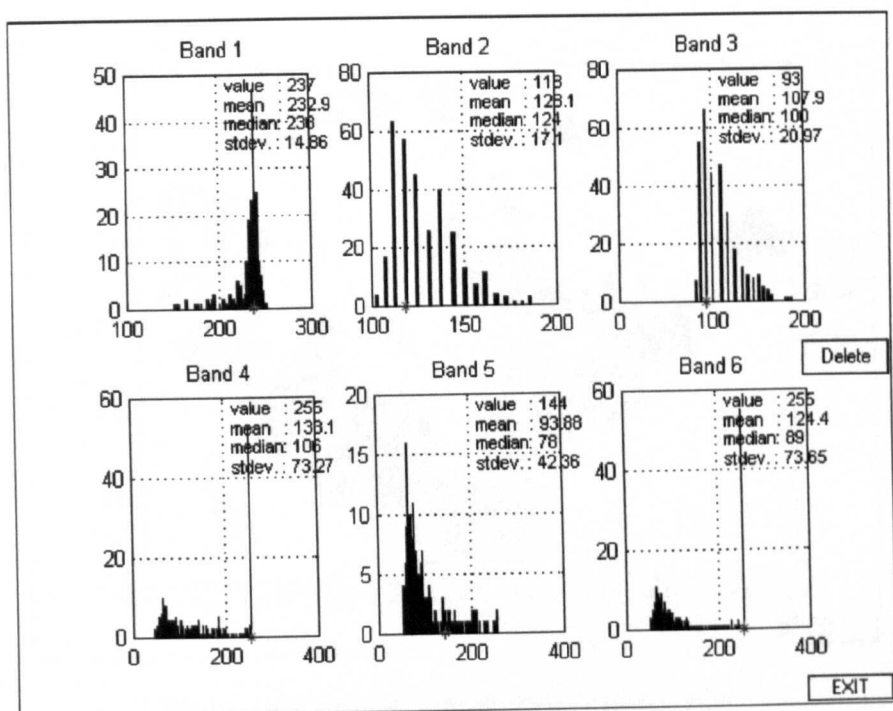 Band 1
50
40
30
20
10
0
100
200
300
value : 237
mean : 232.9
median: 238
stdev. : 14.86
Band 2
80
60
40
20
0
100
150
200
value : 118
mean : 128.1
median: 124
stdev. : 17.1
Band 3
80
60
40
20
0
0
100
200
value : 93
mean : 107.9
median: 100
stdev. : 20.97
Delete
Band 4
60
40
20
0
0
200
400
value : 255
mean : 133.1
median: 106
stdev. : 73.27
Band 5
20
15
10
5
0
0
200
400
value : 144
mean : 93.88
median: 78
stdev. : 42.36
Band 6
60
40
20
0
0
200
400
value : 255
mean : 124.4
median: 89
stdev. : 73.65
EXIT